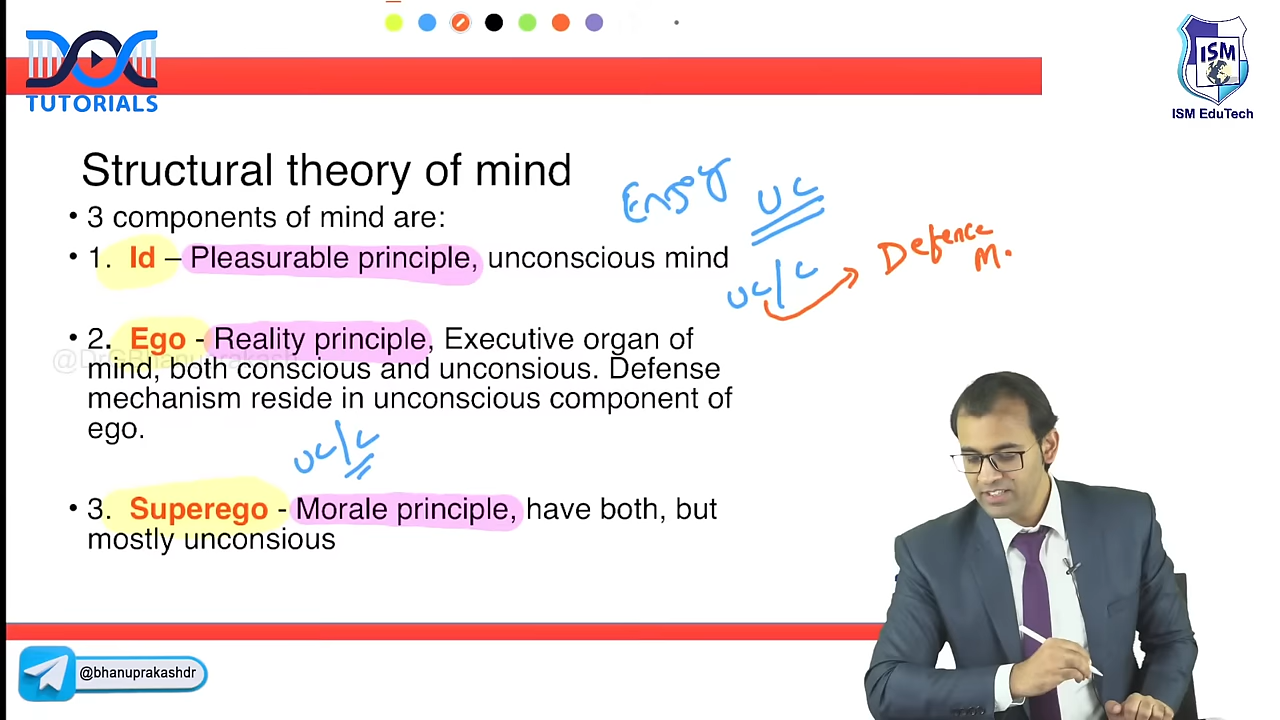 TUTORIALS
ISM
ISM EduTech
Structural theory of mind
• 3 components of mind are:
• 1. Id – Pleasurable principle, unconscious mind
Enjoy
UC
UC/C
Defence
M.
• 2. Ego - Reality principle, Executive organ of
mind, both conscious and unconsious. Defense
mechanism reside in unconscious component of
ego.
@DrGBhanuprakash
UC/C
• 3. Superego - Morale principle, have both, but
mostly unconsious
@bhanuprakashdr